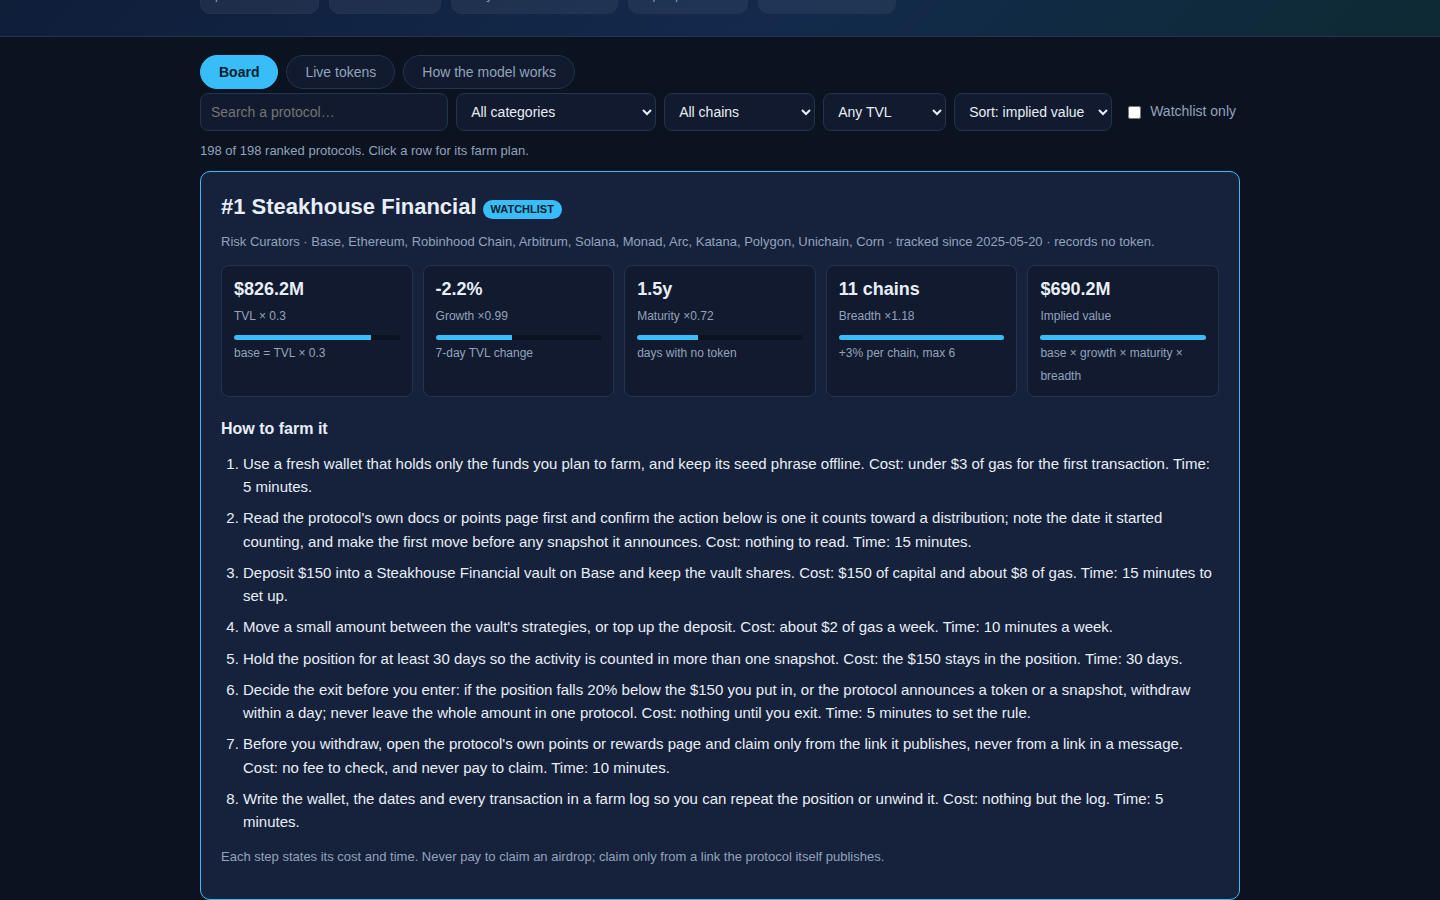 Board
Live tokens
How the model works
Search a protocol…
All categories
All chains
Any TVL
Sort: implied value
Watchlist only
198 of 198 ranked protocols. Click a row for its farm plan.
#1 Steakhouse Financial WATCHLIST
Risk Curators · Base, Ethereum, Robinhood Chain, Arbitrum, Solana, Monad, Arc, Katana, Polygon, Unichain, Corn · tracked since 2025-05-20 · records no token.
$826.2M
TVL × 0.3
base = TVL × 0.3
-2.2%
Growth ×0.99
7-day TVL change
1.5y
Maturity ×0.72
days with no token
11 chains
Breadth ×1.18
+3% per chain, max 6
$690.2M
Implied value
base × growth × maturity ×
breadth
How to farm it
1. Use a fresh wallet that holds only the funds you plan to farm, and keep its seed phrase offline. Cost: under $3 of gas for the first transaction. Time:
5 minutes.
2. Read the protocol's own docs or points page first and confirm the action below is one it counts toward a distribution; note the date it started
counting, and make the first move before any snapshot it announces. Cost: nothing to read. Time: 15 minutes.
3. Deposit $150 into a Steakhouse Financial vault on Base and keep the vault shares. Cost: $150 of capital and about $8 of gas. Time: 15 minutes to
set up.
4. Move a small amount between the vault's strategies, or top up the deposit. Cost: about $2 of gas a week. Time: 10 minutes a week.
5. Hold the position for at least 30 days so the activity is counted in more than one snapshot. Cost: the $150 stays in the position. Time: 30 days.
6. Decide the exit before you enter: if the position falls 20% below the $150 you put in, or the protocol announces a token or a snapshot, withdraw
within a day; never leave the whole amount in one protocol. Cost: nothing until you exit. Time: 5 minutes to set the rule.
7. Before you withdraw, open the protocol's own points or rewards page and claim only from the link it publishes, never from a link in a message.
Cost: no fee to check, and never pay to claim. Time: 10 minutes.
8. Write the wallet, the dates and every transaction in a farm log so you can repeat the position or unwind it. Cost: nothing but the log. Time: 5
minutes.
Each step states its cost and time. Never pay to claim an airdrop; claim only from a link the protocol itself publishes.